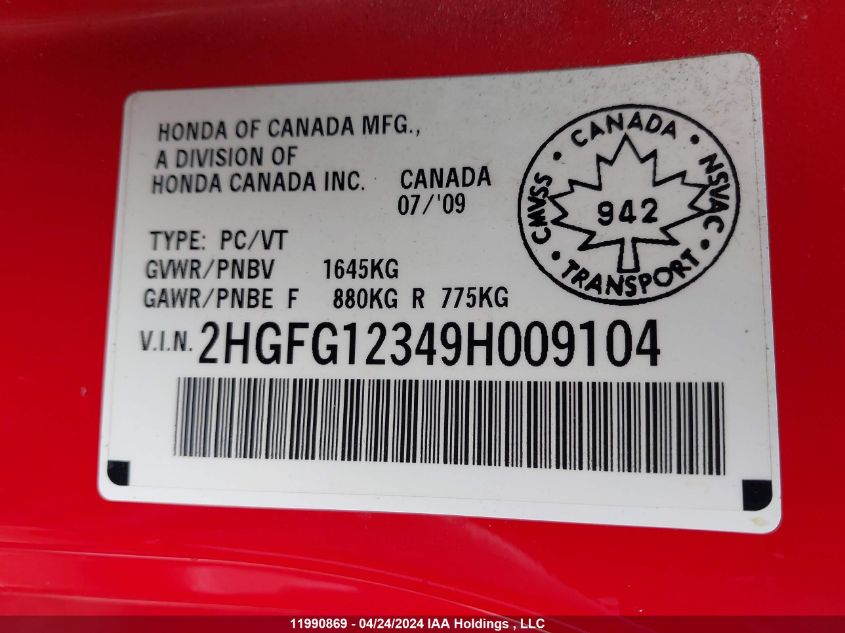 HONDA OF CANADA MFG.,
A DIVISION OF
HONDA CANADA INC. CANADA
07/'09
TYPE: PC/VT
GVWR/PNBV 1645KG
GAWR/PNBE F 880KG R 775KG
V.I.N. 2HGFG12349H009104
CANADA
CMVSS 942 NSVAC
TRANSPORT
11990869 - 04/24/2024 IAA Holdings , LLC